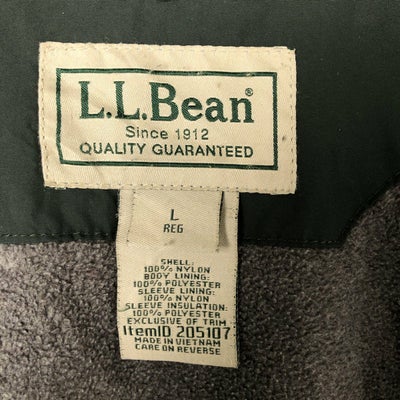 L.L.Bean®
Since 1912
QUALITY GUARANTEED
L
REG
SHELL:
100% NYLON
BODY LINING:
100% POLYESTER
SLEEVE LINING:
100% NYLON
SLEEVE INSULATION:
100% POLYESTER
EXCLUSIVE OF TRIM
ItemID 205107
MADE IN VIETNAM
CARE ON REVERSE